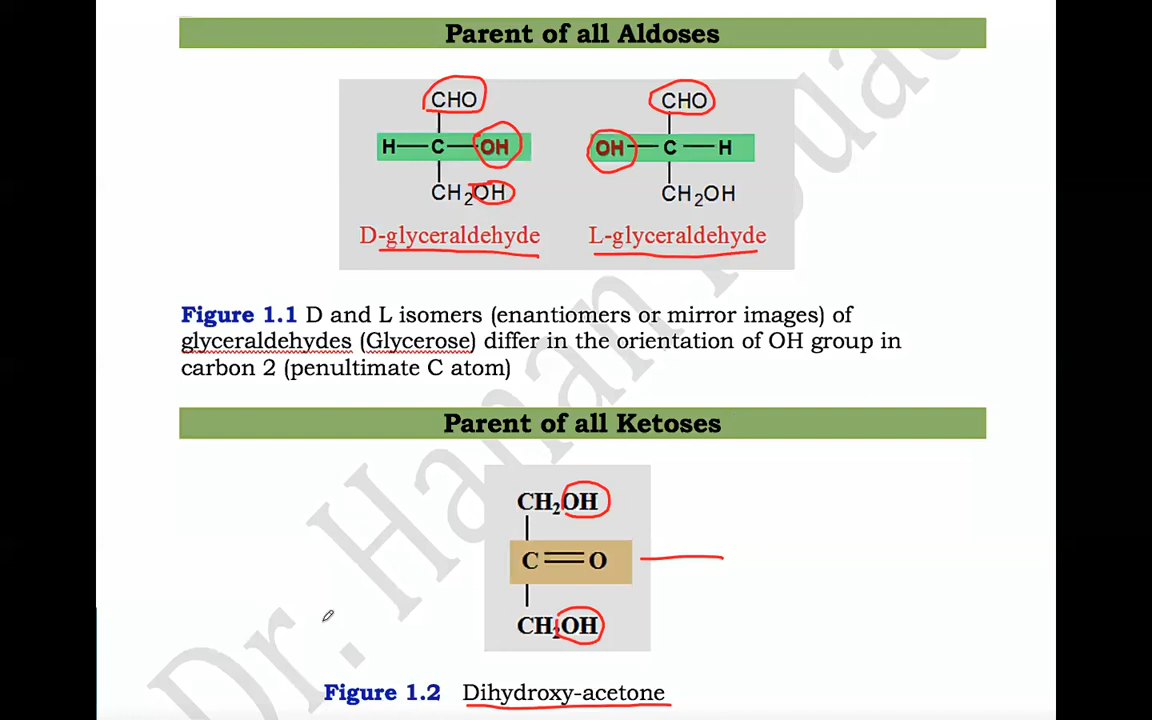 Parent of all Aldoses
CHO CHO
H—C—OH OH—C—H
CH₂OH CH₂OH
D-glyceraldehyde L-glyceraldehyde
Figure 1.1 D and L isomers (enantiomers or mirror images) of
glyceraldehydes (Glycerose) differ in the orientation of OH group in
carbon 2 (penultimate C atom)
Parent of all Ketoses
CH₂OH
C═O
CH₂OH
Figure 1.2 Dihydroxy-acetone
Dr. Hanan